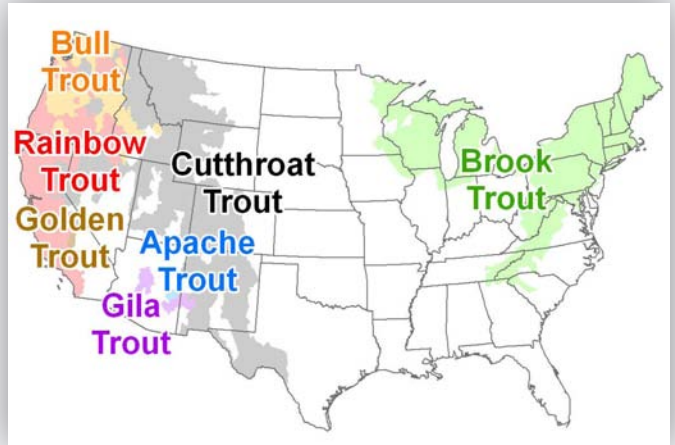 Bull
Trout
Rainbow
Trout
Cutthroat
Trout
Brook
Trout
Golden
Trout
Apache
Trout
Gila
Trout